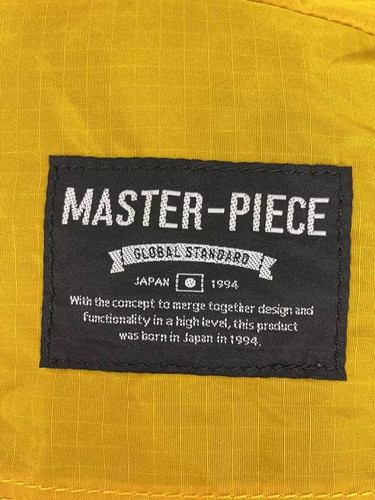 MASTER-PIECE
GLOBAL STANDARD
JAPAN 1994
With the concept to merge together design and
functionality in a high level, this product
was born in Japan in 1994.